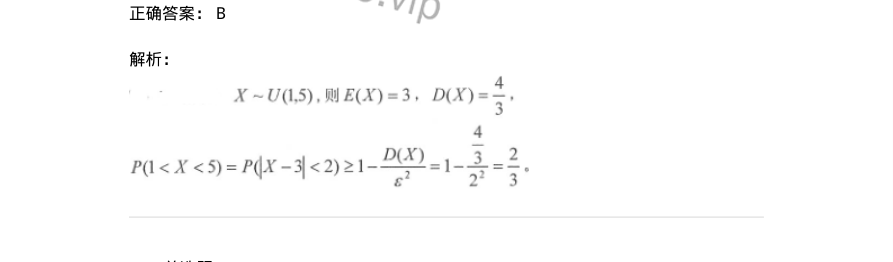 正确答案： B
.vip
解析：
X ~ U(1,5) , 则 E(X) = 3 , D(X) = 4/3 ,
P(1 < X < 5) = P(|X − 3| < 2) ≥ 1 − D(X)/ε² = 1 − (4/3)/2² = 2/3 。